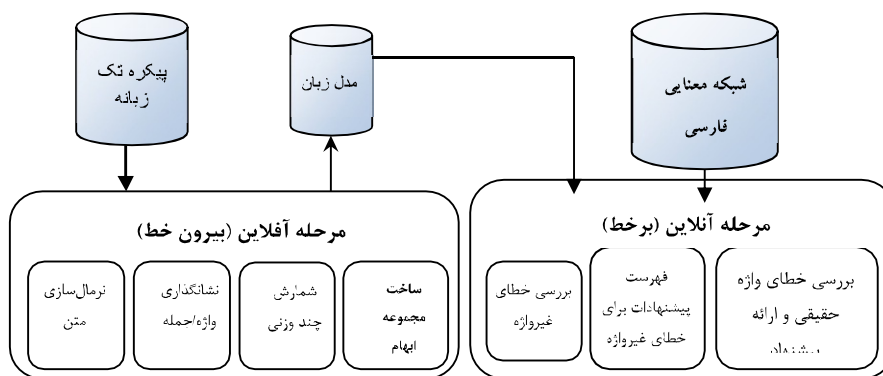 پیکره تک
زبانه
مدل زبان
شبکه معنایی
فارسی
مرحله آنلاین (برخط)
بررسی خطای واژه
حقیقی و ارائه
پیشنهاد
فهرست
پیشنهادات برای
خطای غیرواژه
بررسی خطای
غیرواژه
مرحله آفلاین (بیرون خط)
ساخت
مجموعه
ابهام
شمارش
چند وزنی
نشانگذاری
واژه/جمله
نرمال‌سازی
متن